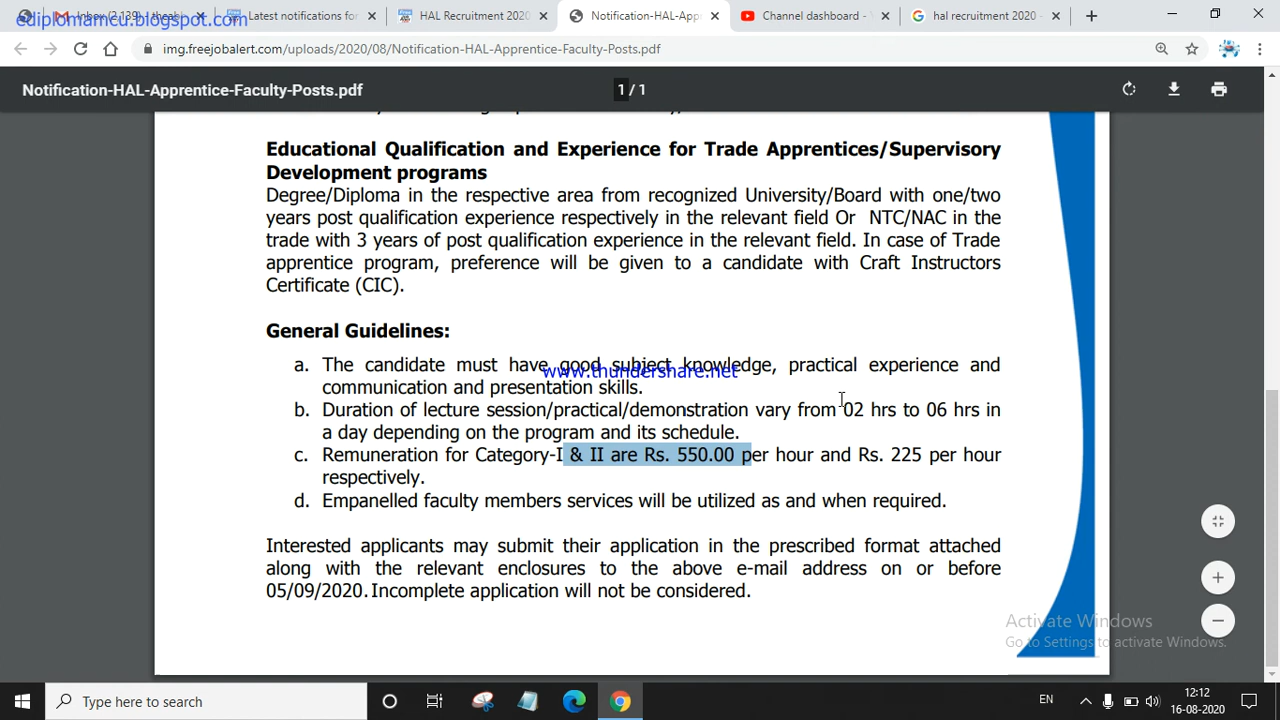 ediplomamcu.blogspot.com
Latest notifications for
HAL Recruitment 2020
Notification-HAL-Appr
Channel dashboard - Y
hal recruitment 2020 -
img.freejobalert.com/uploads/2020/08/Notification-HAL-Apprentice-Faculty-Posts.pdf
Notification-HAL-Apprentice-Faculty-Posts.pdf
1 / 1
Educational Qualification and Experience for Trade Apprentices/Supervisory
Development programs
Degree/Diploma in the respective area from recognized University/Board with one/two
years post qualification experience respectively in the relevant field Or NTC/NAC in the
trade with 3 years of post qualification experience in the relevant field. In case of Trade
apprentice program, preference will be given to a candidate with Craft Instructors
Certificate (CIC).
General Guidelines:
a. The candidate must have good subject knowledge, practical experience and
www.thundershare.net
communication and presentation skills.
b. Duration of lecture session/practical/demonstration vary from 02 hrs to 06 hrs in
a day depending on the program and its schedule.
c. Remuneration for Category-I & II are Rs. 550.00 per hour and Rs. 225 per hour
respectively.
d. Empanelled faculty members services will be utilized as and when required.
Interested applicants may submit their application in the prescribed format attached
along with the relevant enclosures to the above e-mail address on or before
05/09/2020. Incomplete application will not be considered.
Activate Windows
Go to Settings to activate Windows.
Type here to search
EN
12:12
16-08-2020